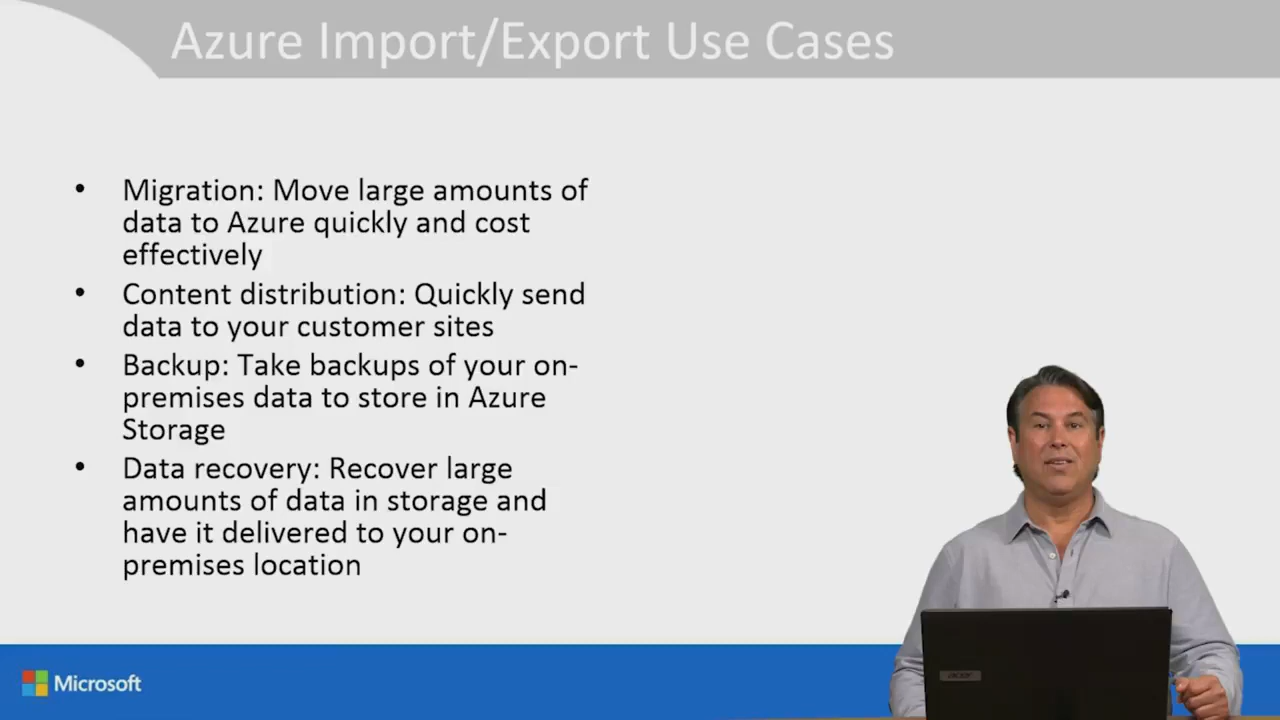 Azure Import/Export Use Cases
• Migration: Move large amounts of
data to Azure quickly and cost
effectively
• Content distribution: Quickly send
data to your customer sites
• Backup: Take backups of your on-
premises data to store in Azure
Storage
• Data recovery: Recover large
amounts of data in storage and
have it delivered to your on-
premises location
acer
Microsoft